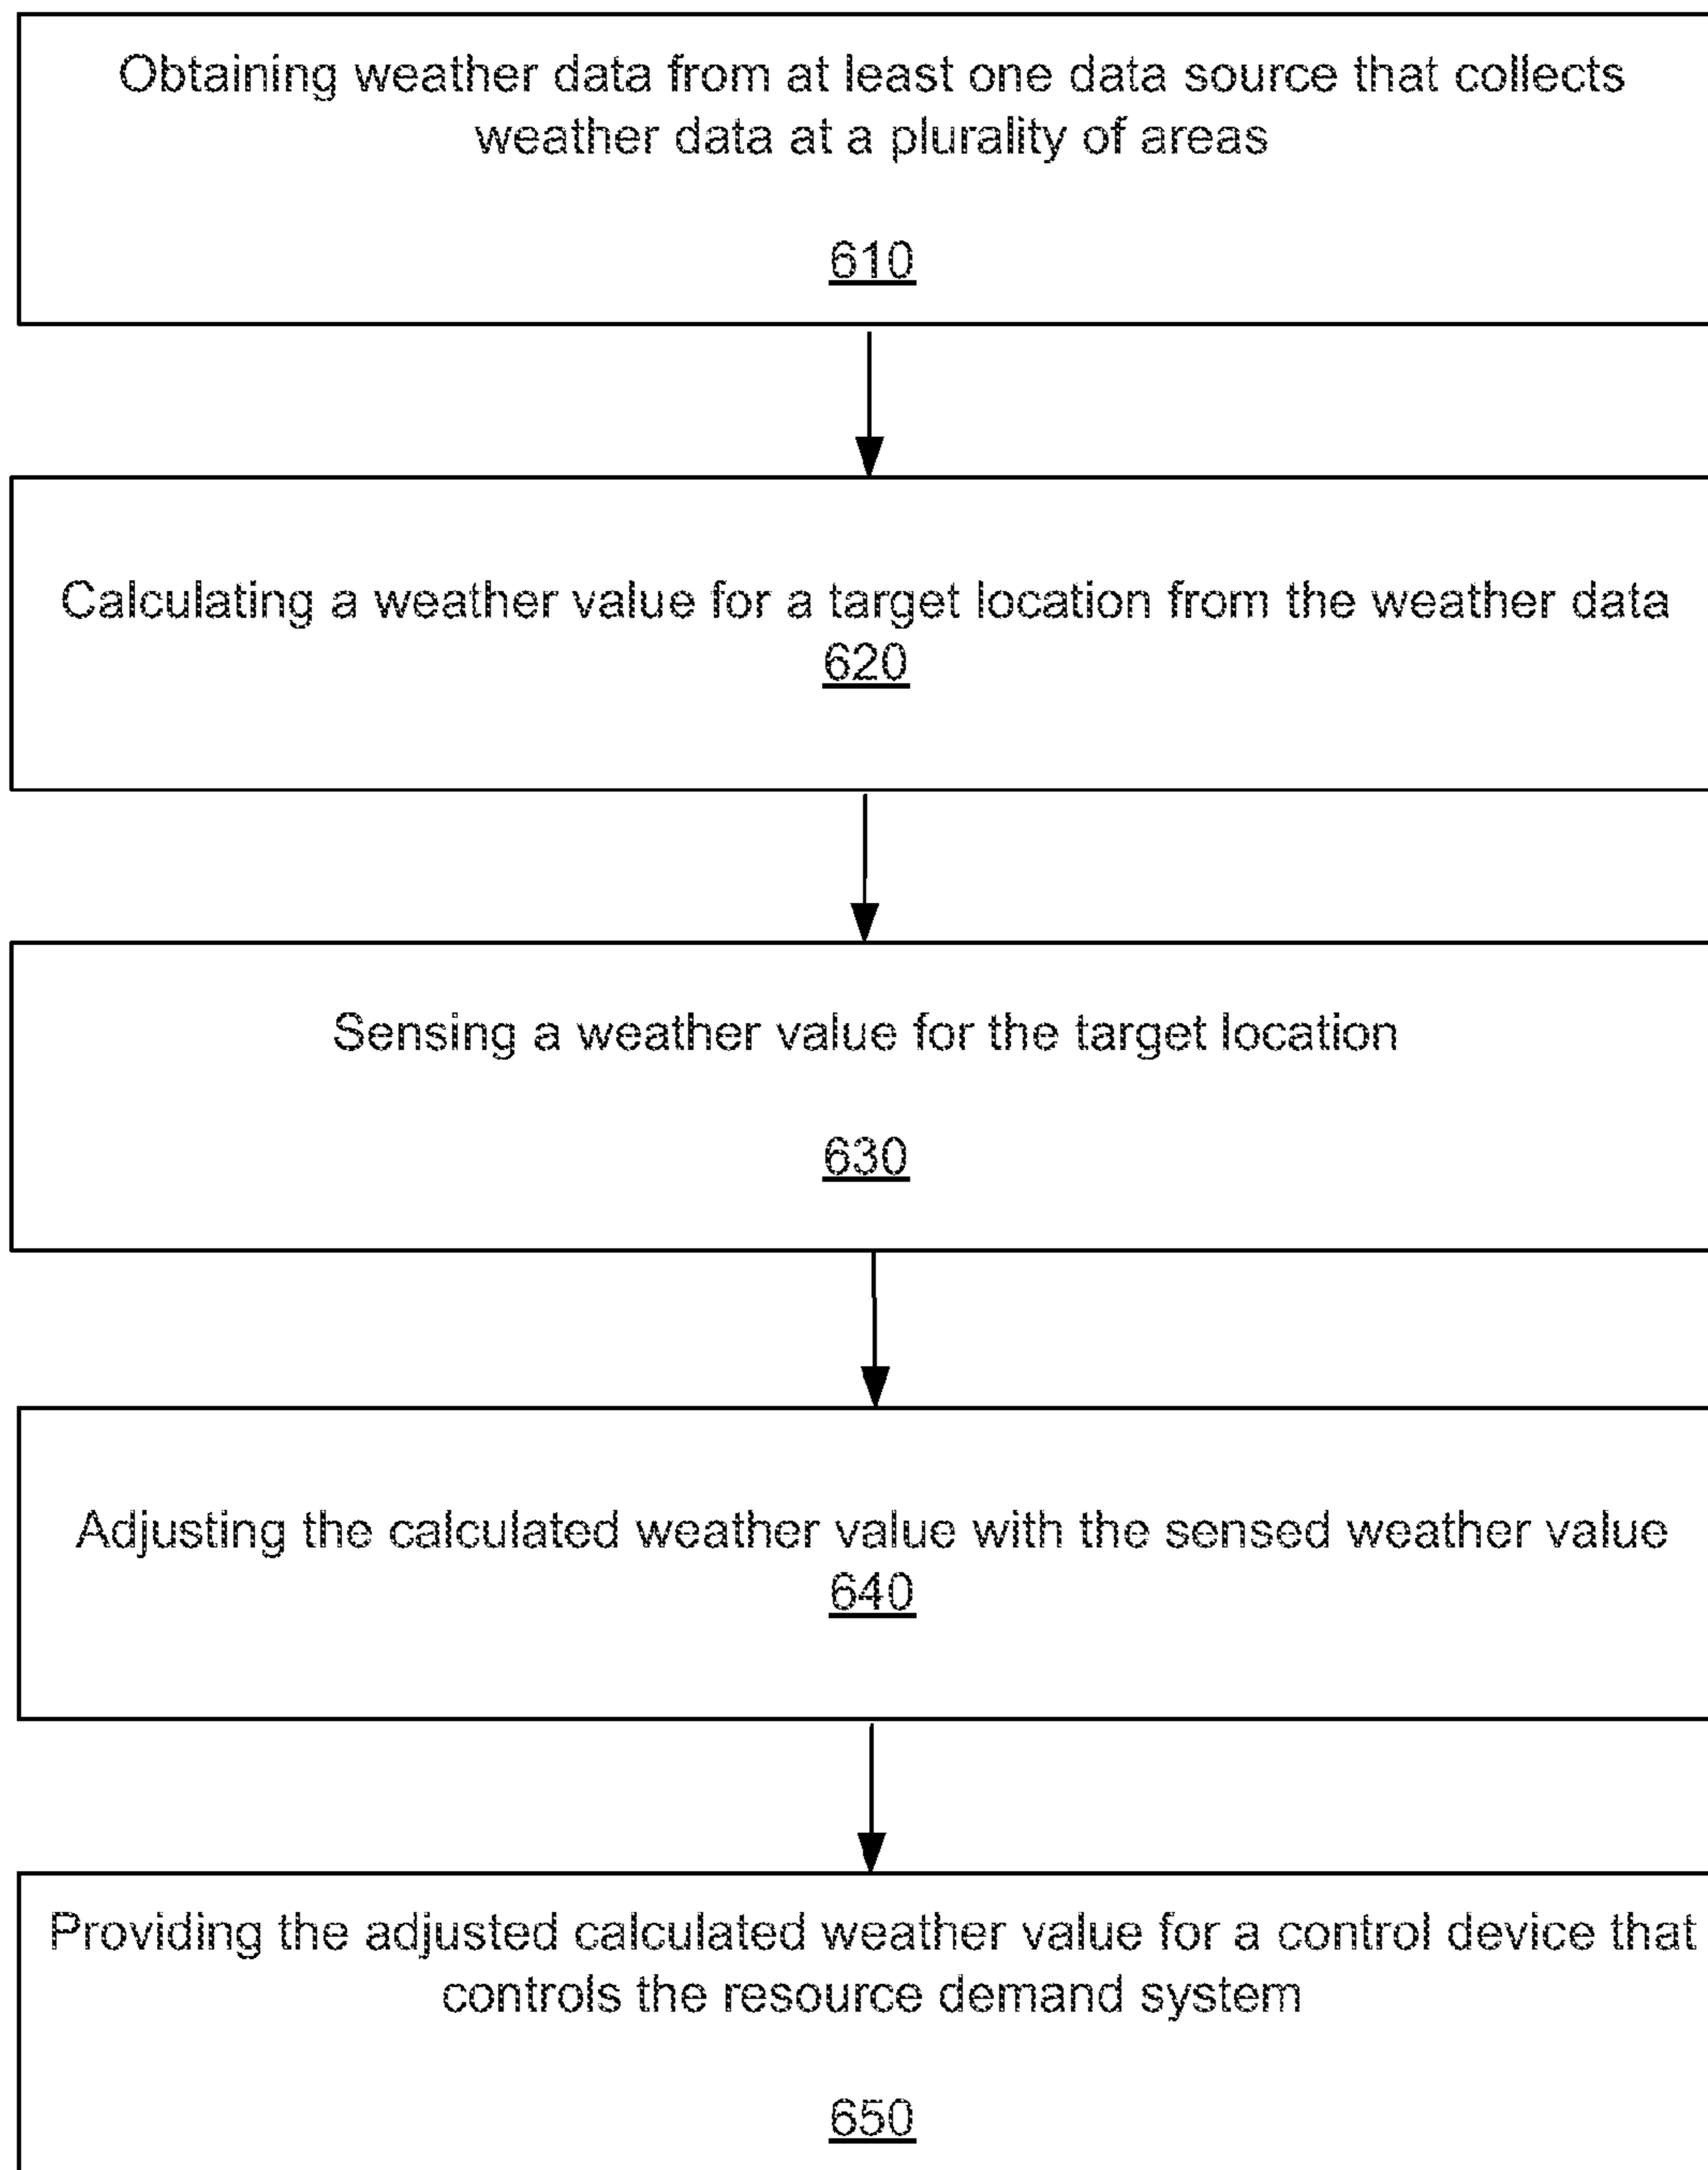 Obtaining weather data from at least one data source that collects
weather data at a plurality of areas
610
Calculating a weather value for a target location from the weather data
620
Sensing a weather value for the target location
630
Adjusting the calculated weather value with the sensed weather value
640
Providing the adjusted calculated weather value for a control device that
controls the resource demand system
650